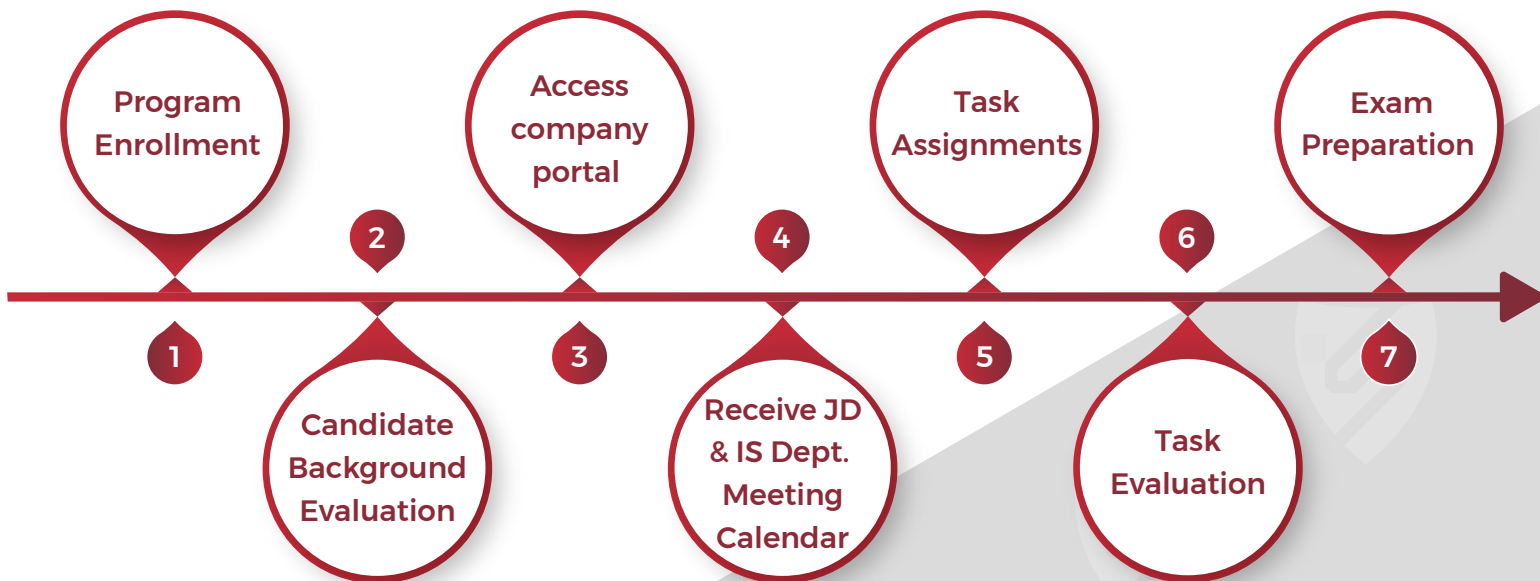 Program
Enrollment
1
2
Candidate
Background
Evaluation
Access
company
portal
3
4
Receive JD
& IS Dept.
Meeting
Calendar
Task
Assignments
5
6
Task
Evaluation
Exam
Preparation
7